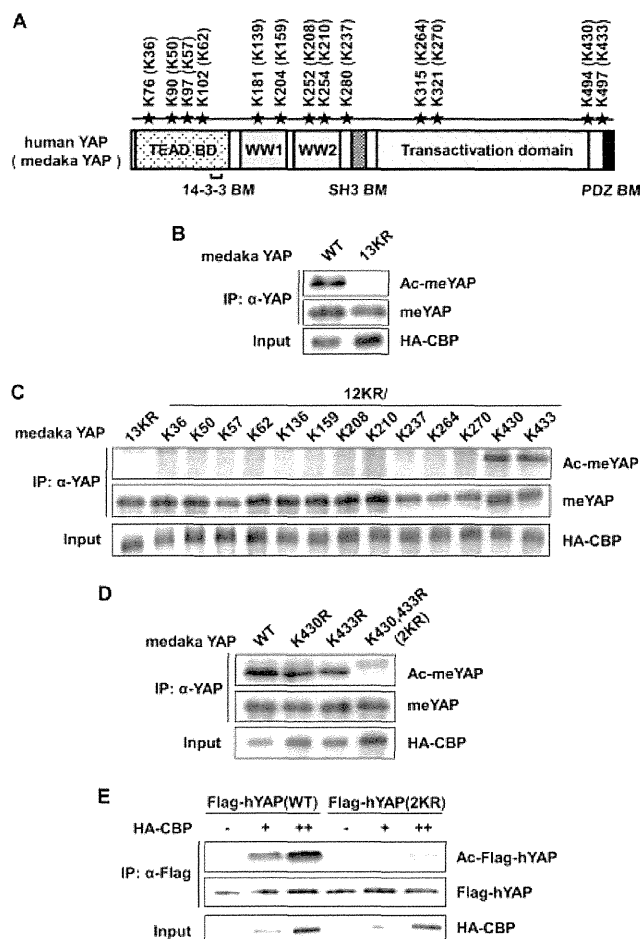 A
K76 (K36)
K90 (K50)
K97 (K57)
K102 (K62)
K181 (K139)
K204 (K159)
K252 (K208)
K254 (K210)
K280 (K237)
K315 (K264)
K321 (K270)
K494 (K430)
K497 (K433)
human YAP
( medaka YAP)
TEAD BD
WW1
WW2
Transactivation domain
14-3-3 BM
SH3 BM
PDZ BM
B
medaka YAP
WT
13KR
IP: α-YAP
Ac-meYAP
meYAP
Input
HA-CBP
C
12KR/
medaka YAP
13KR
K36
K50
K57
K62
K136
K159
K208
K210
K237
K264
K270
K430
K433
IP: α-YAP
Ac-meYAP
meYAP
Input
HA-CBP
D
medaka YAP
WT
K430R
K433R
K430,433R
(2KR)
IP: α-YAP
Ac-meYAP
meYAP
Input
HA-CBP
E
Flag-hYAP(WT) Flag-hYAP(2KR)
HA-CBP - + ++ - + ++
IP: α-Flag
Ac-Flag-hYAP
Flag-hYAP
Input
HA-CBP